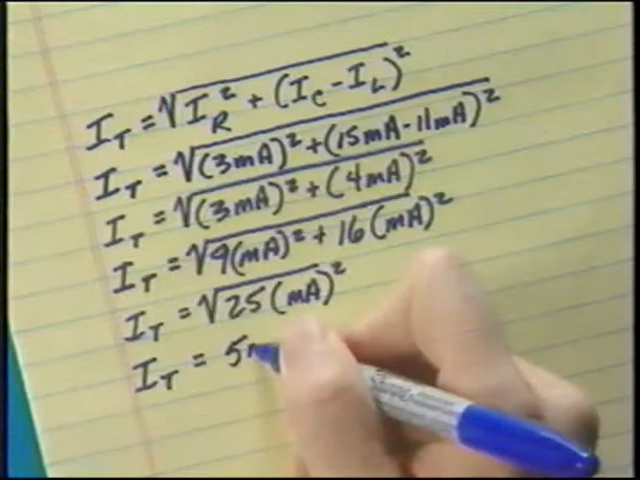 I_T = √I_R² + (I_C - I_L)²
I_T = √(3mA)² + (15mA - 11mA)²
I_T = √(3mA)² + (4mA)²
I_T = √9(mA)² + 16(mA)²
I_T = √25(mA)²
I_T = 5m